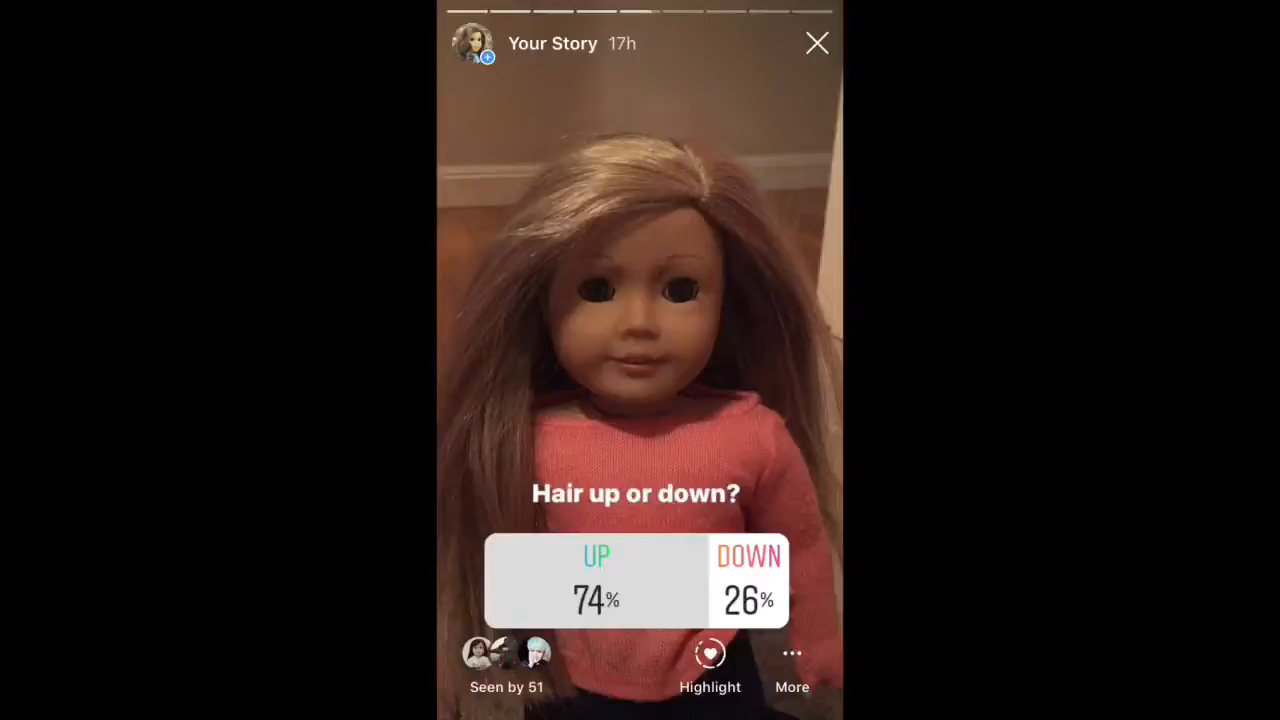 Your Story 17h
Hair up or down?
UP DOWN
74% 26%
Seen by 51 Highlight More